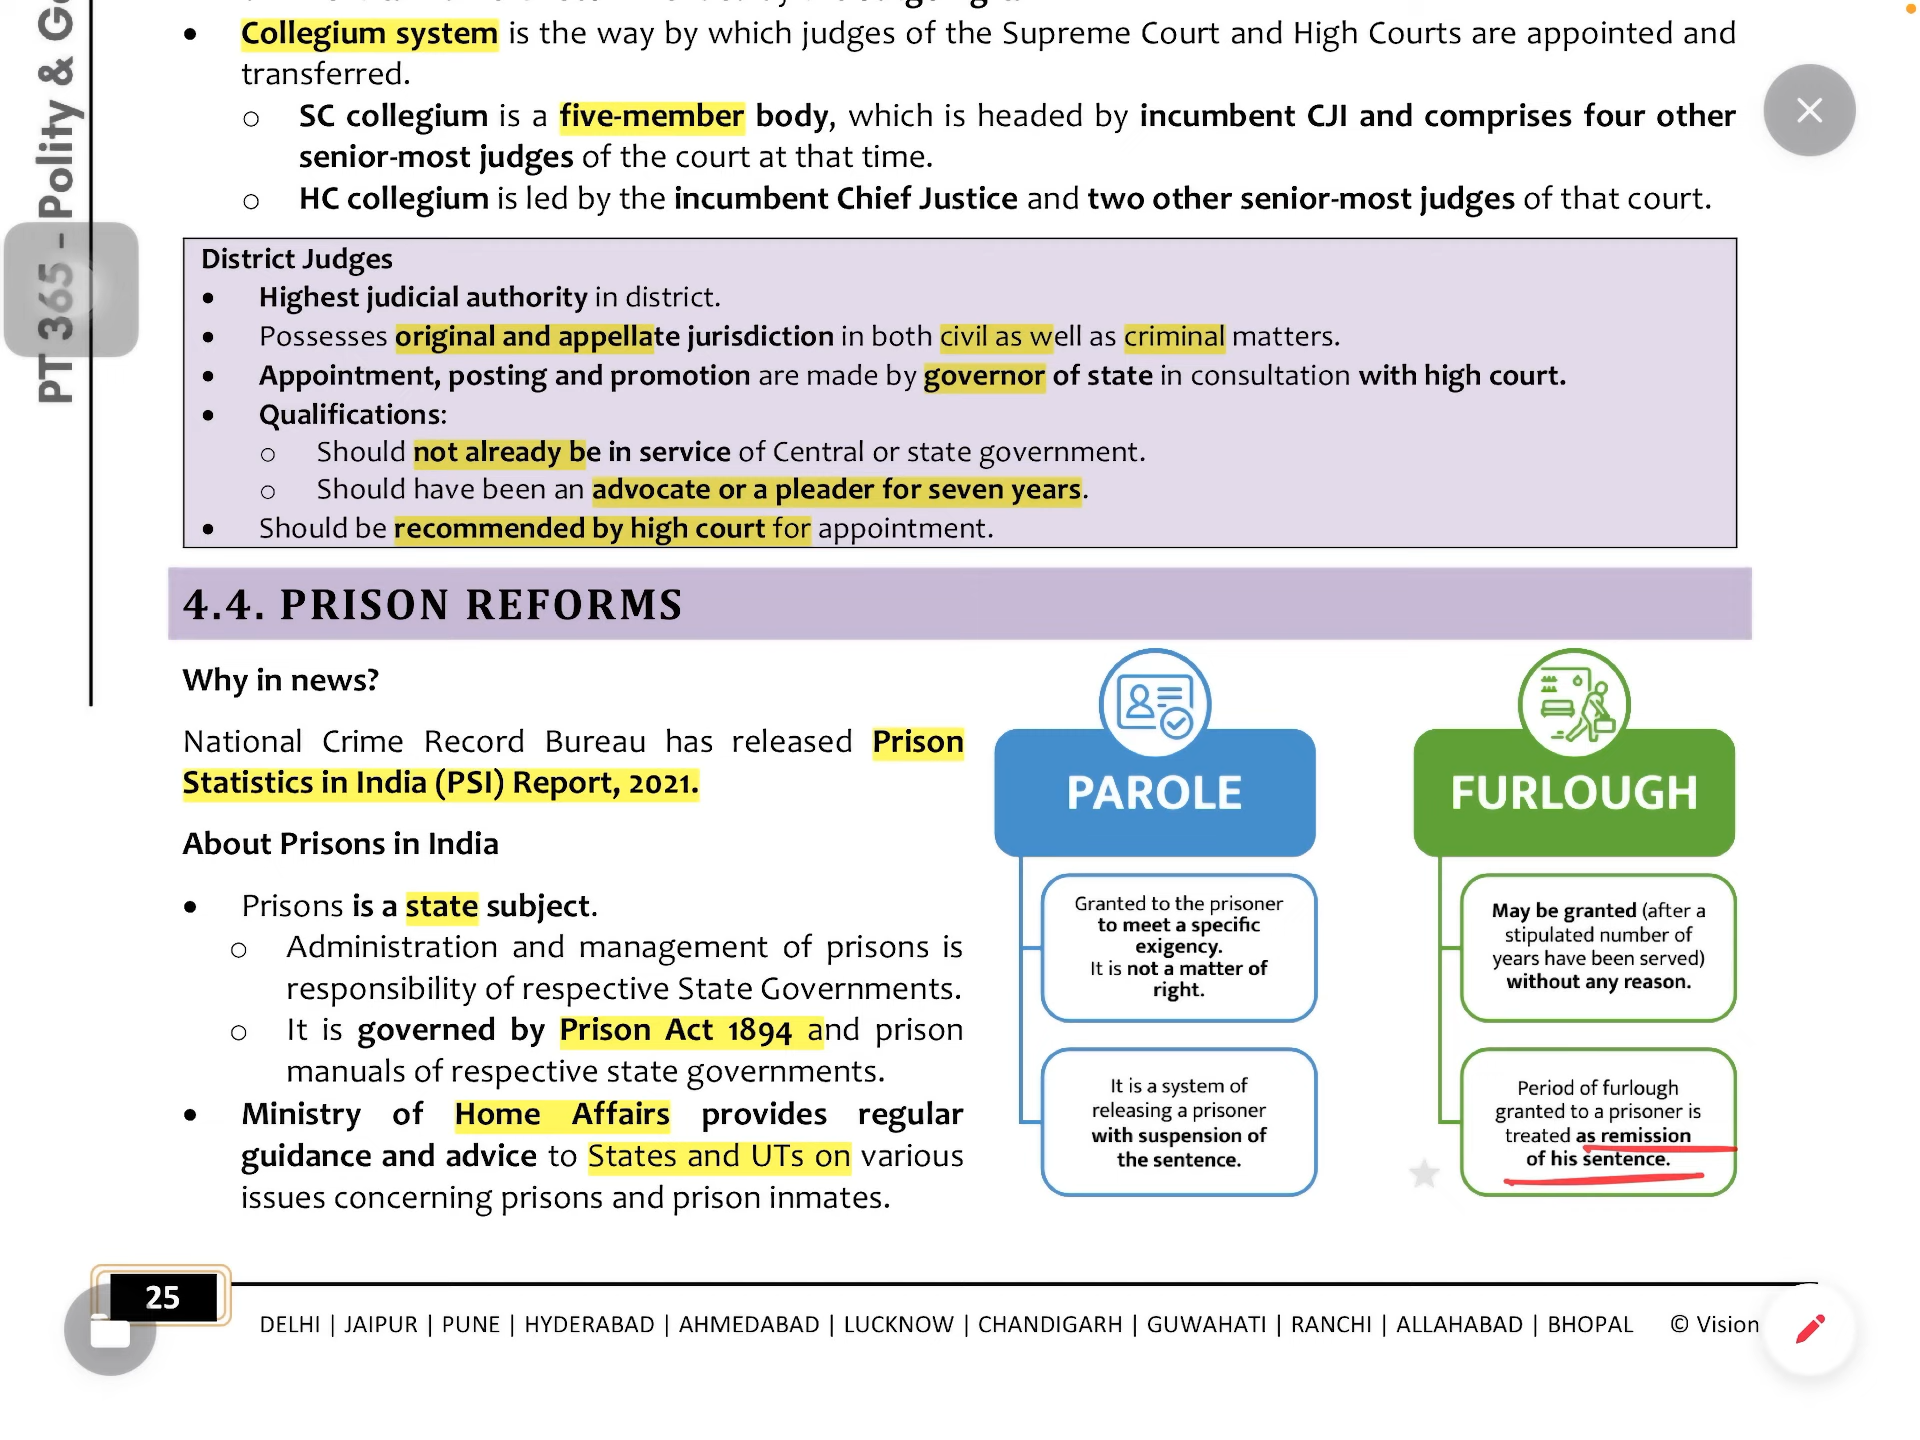 PT 365 - Polity &
• Collegium system is the way by which judges of the Supreme Court and High Courts are appointed and
transferred.
o SC collegium is a five-member body, which is headed by incumbent CJI and comprises four other
senior-most judges of the court at that time.
o HC collegium is led by the incumbent Chief Justice and two other senior-most judges of that court.
District Judges
• Highest judicial authority in district.
• Possesses original and appellate jurisdiction in both civil as well as criminal matters.
• Appointment, posting and promotion are made by governor of state in consultation with high court.
• Qualifications:
o Should not already be in service of Central or state government.
o Should have been an advocate or a pleader for seven years.
• Should be recommended by high court for appointment.
4.4. PRISON REFORMS
Why in news?
National Crime Record Bureau has released Prison
Statistics in India (PSI) Report, 2021.
About Prisons in India
• Prisons is a state subject.
o Administration and management of prisons is
responsibility of respective State Governments.
o It is governed by Prison Act 1894 and prison
manuals of respective state governments.
• Ministry of Home Affairs provides regular
guidance and advice to States and UTs on various
issues concerning prisons and prison inmates.
PAROLE
Granted to the prisoner
to meet a specific
exigency.
It is not a matter of
right.
It is a system of
releasing a prisoner
with suspension of
the sentence.
FURLOUGH
May be granted (after a
stipulated number of
years have been served)
without any reason.
Period of furlough
granted to a prisoner is
treated as remission
of his sentence.
25
DELHI | JAIPUR | PUNE | HYDERABAD | AHMEDABAD | LUCKNOW | CHANDIGARH | GUWAHATI | RANCHI | ALLAHABAD | BHOPAL © Vision